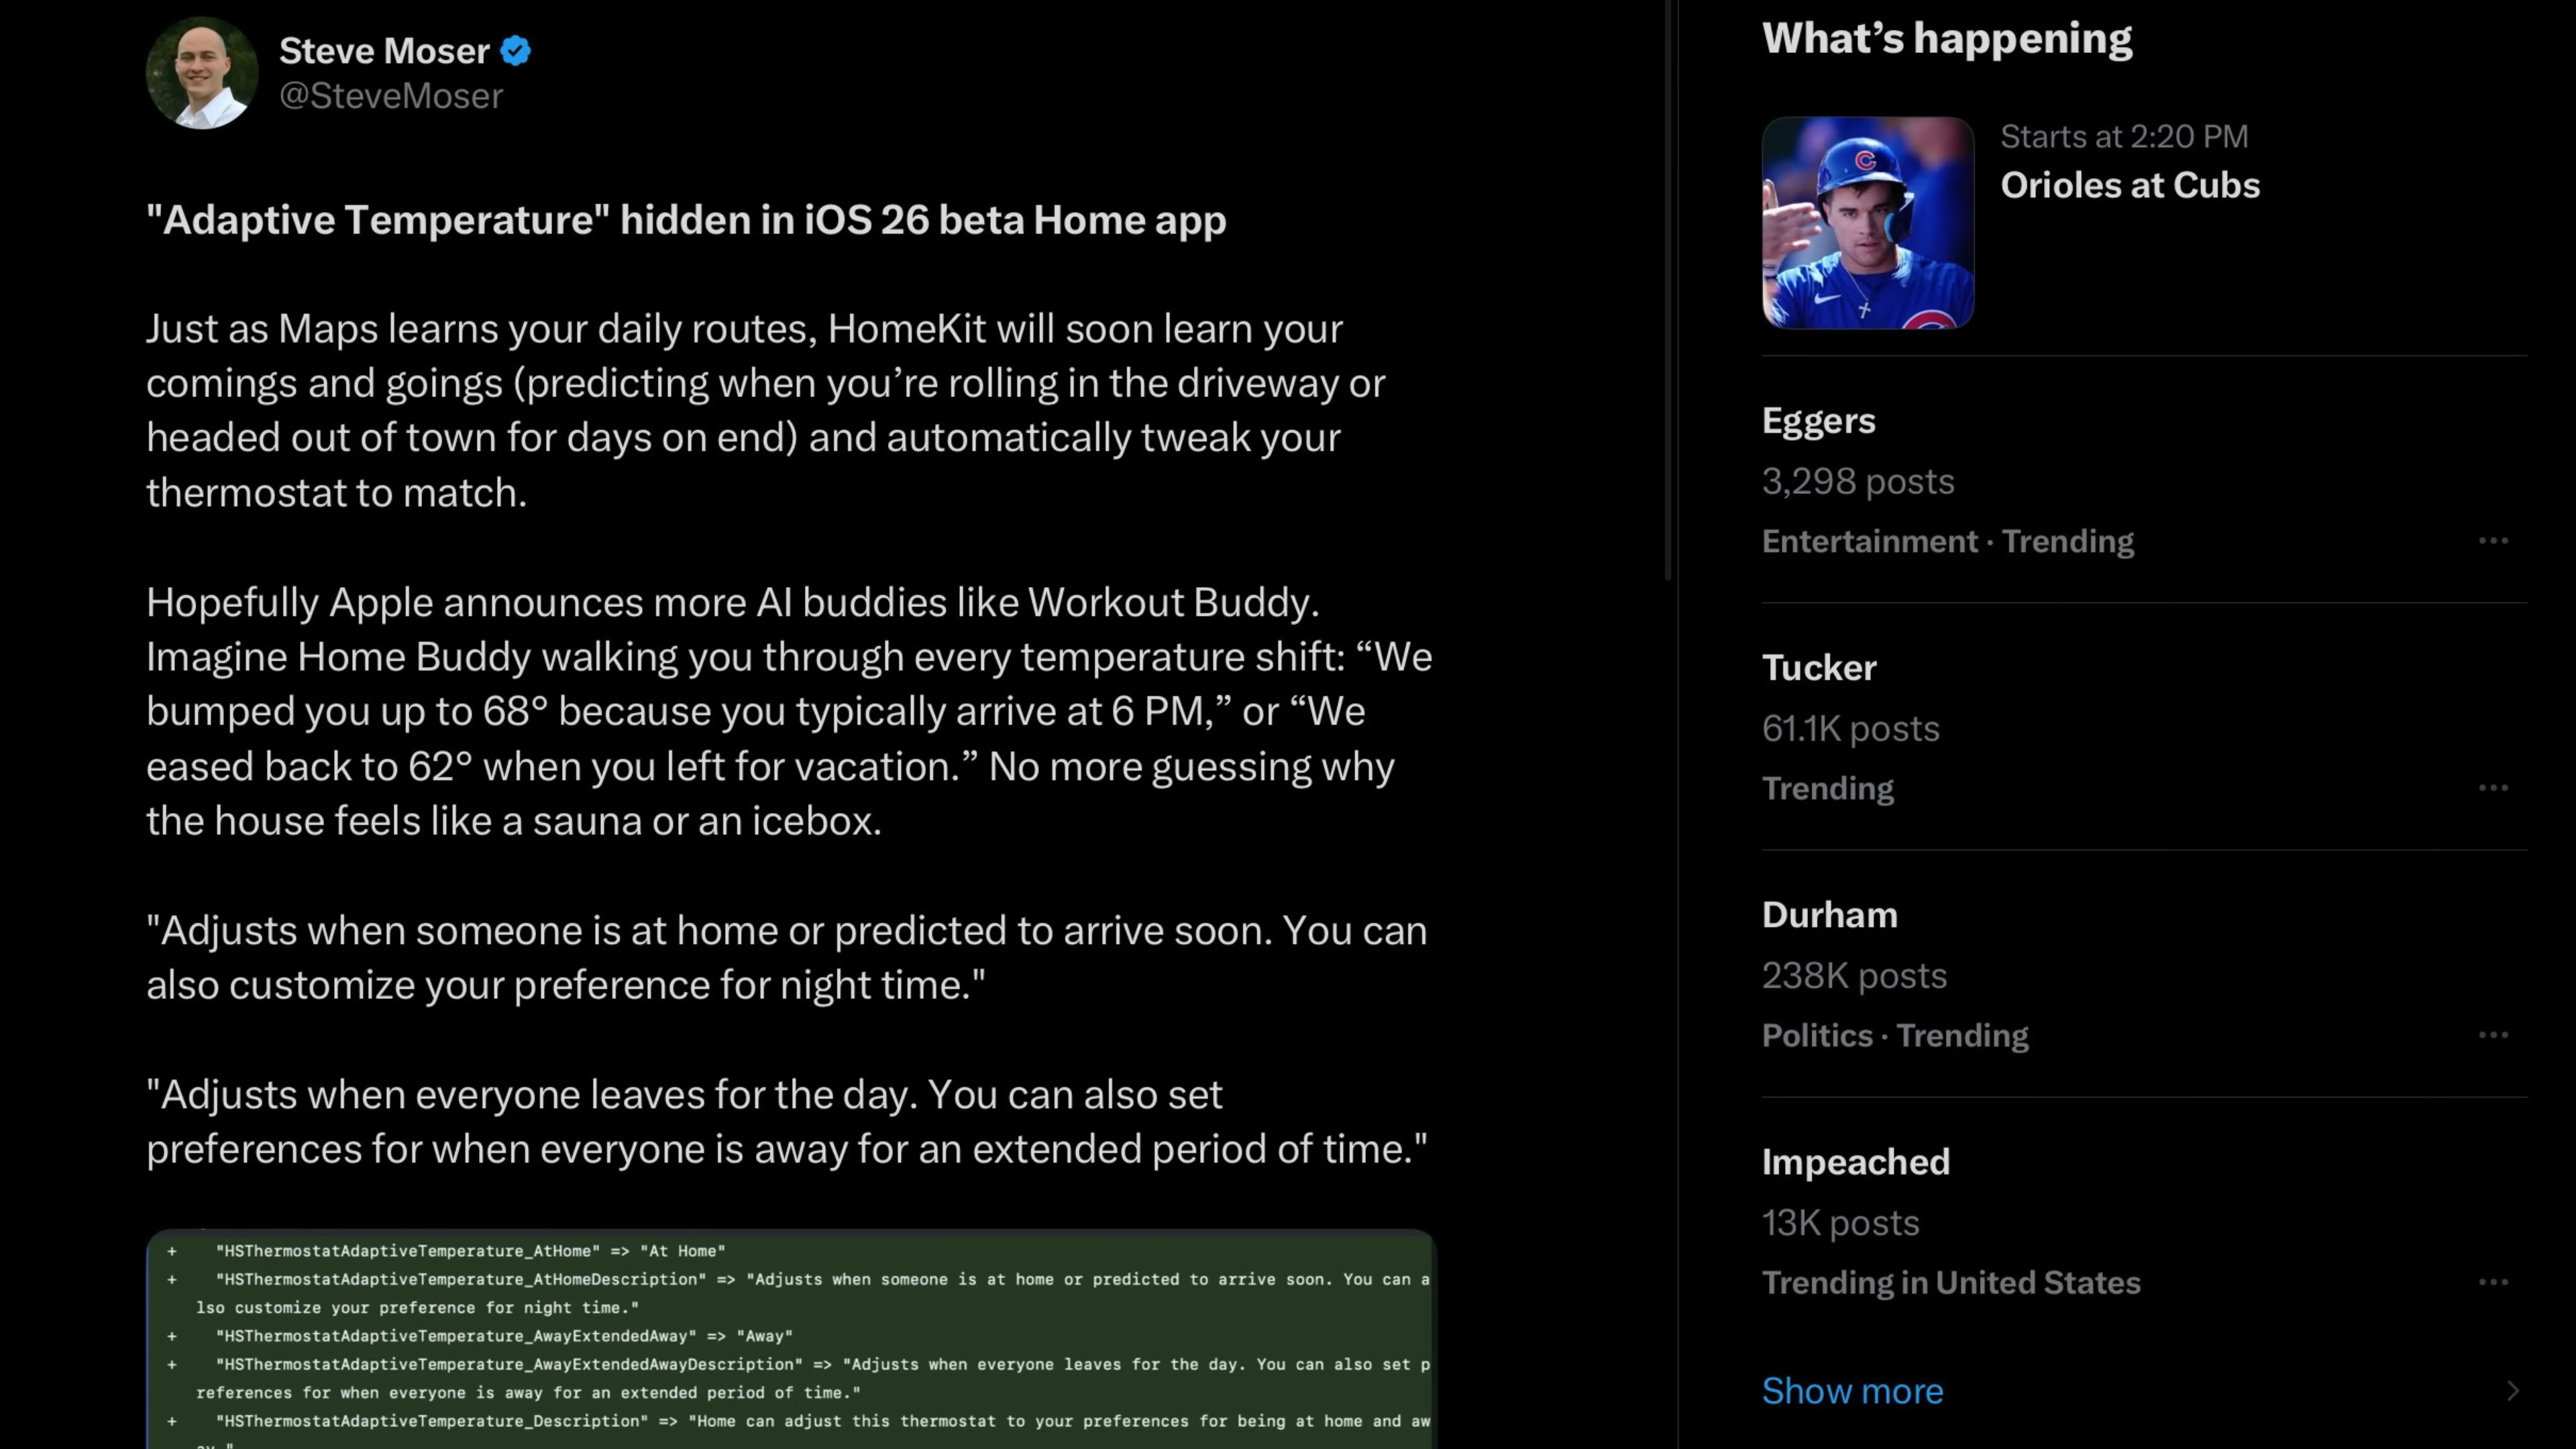 Steve Moser
@SteveMoser
"Adaptive Temperature" hidden in iOS 26 beta Home app
Just as Maps learns your daily routes, HomeKit will soon learn your
comings and goings (predicting when you’re rolling in the driveway or
headed out of town for days on end) and automatically tweak your
thermostat to match.
Hopefully Apple announces more AI buddies like Workout Buddy.
Imagine Home Buddy walking you through every temperature shift: “We
bumped you up to 68° because you typically arrive at 6 PM,” or “We
eased back to 62° when you left for vacation.” No more guessing why
the house feels like a sauna or an icebox.
"Adjusts when someone is at home or predicted to arrive soon. You can
also customize your preference for night time."
"Adjusts when everyone leaves for the day. You can also set
preferences for when everyone is away for an extended period of time."
+ "HSThermostatAdaptiveTemperature_AtHome" => "At Home"
+ "HSThermostatAdaptiveTemperature_AtHomeDescription" => "Adjusts when someone is at home or predicted to arrive soon. You can a
lso customize your preference for night time."
+ "HSThermostatAdaptiveTemperature_AwayExtendedAway" => "Away"
+ "HSThermostatAdaptiveTemperature_AwayExtendedAwayDescription" => "Adjusts when everyone leaves for the day. You can also set p
references for when everyone is away for an extended period of time."
+ "HSThermostatAdaptiveTemperature_Description" => "Home can adjust this thermostat to your preferences for being at home and aw
ay."
What’s happening
C
Starts at 2:20 PM
Orioles at Cubs
Eggers
3,298 posts
Entertainment · Trending
Tucker
61.1K posts
Trending
Durham
238K posts
Politics · Trending
Impeached
13K posts
Trending in United States
Show more